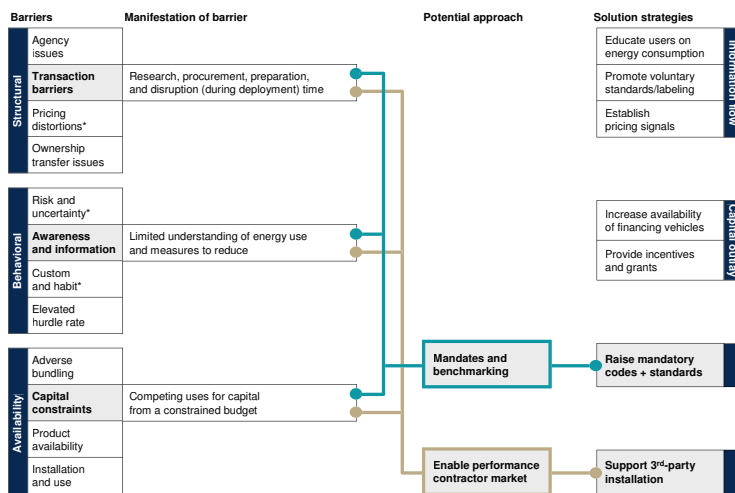 Barriers
Manifestation of barrier
Potential approach
Solution strategies
Structural
Agency
issues
Transaction
barriers
Research, procurement, preparation,
and disruption (during deployment) time
Pricing
distortions*
Ownership
transfer issues
Behavioral
Risk and
uncertainty*
Awareness
and information
Limited understanding of energy use
and measures to reduce
Custom
and habit*
Elevated
hurdle rate
Availability
Adverse
bundling
Capital
constraints
Competing uses for capital
from a constrained budget
Product
availability
Installation
and use
Mandates and
benchmarking
Enable performance
contractor market
Educate users on
energy consumption
Promote voluntary
standards/labeling
Establish
pricing signals
Information flow
Increase availability
of financing vehicles
Provide incentives
and grants
Capital outlay
Raise mandatory
codes + standards
Support 3rd-party
installation